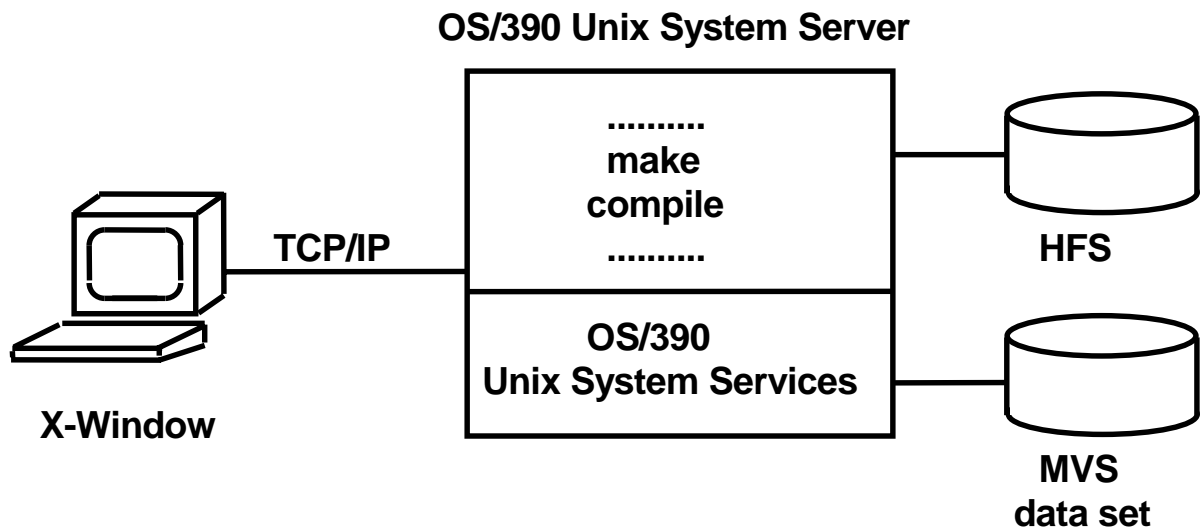 OS/390 Unix System Server
..........
make
compile
..........
TCP/IP
HFS
OS/390
Unix System Services
X-Window
MVS
data set